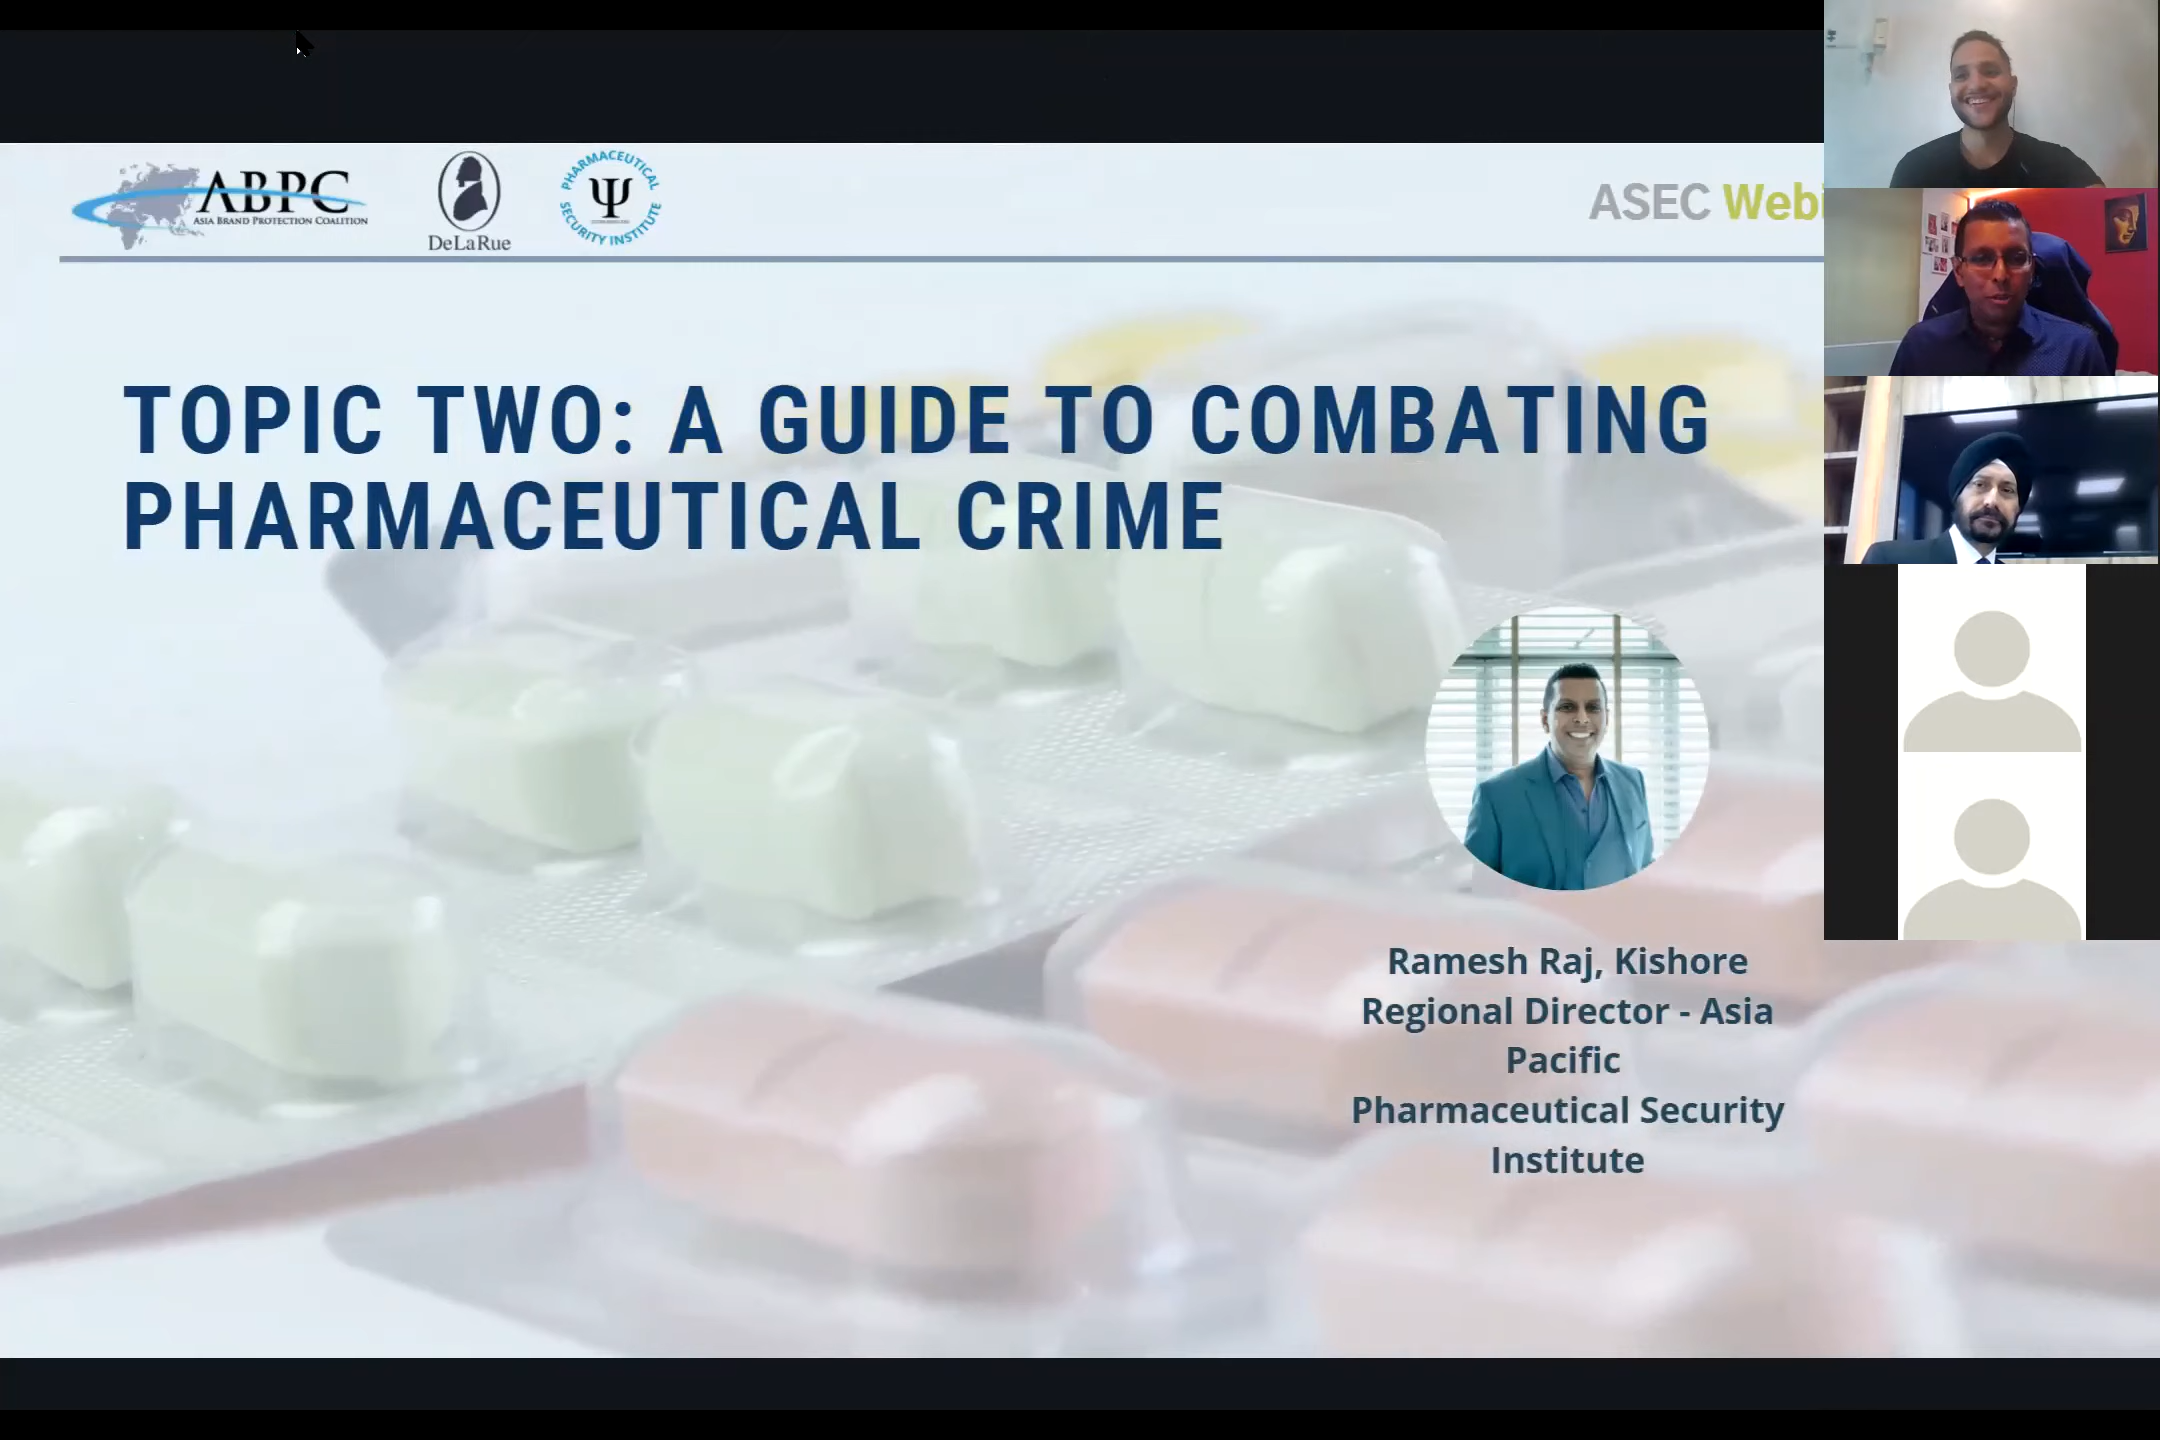 ABPC
ASIA BRAND PROTECTION COALITION
DeLaRue
PHARMACEUTICAL
Ψ
SECURITY INSTITUTE
ASEC Webi
TOPIC TWO: A GUIDE TO COMBATING
PHARMACEUTICAL CRIME
Ramesh Raj, Kishore
Regional Director - Asia
Pacific
Pharmaceutical Security
Institute